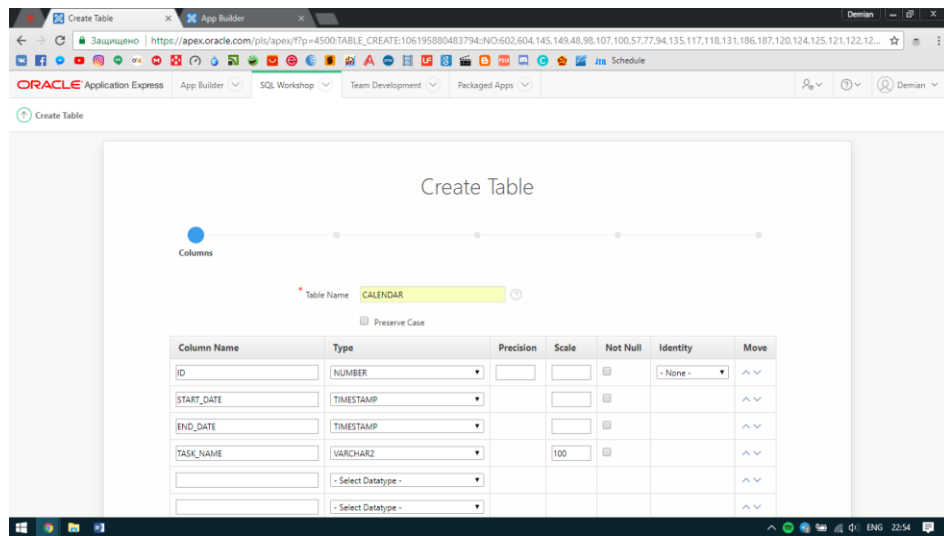 Create Table
App Builder
Demian
Защищено | https://apex.oracle.com/pls/apex/f?p=4500:TABLE_CREATE:106195880483794::NO:602,604,145,149,48,98,107,100,57,77,94,135,117,118,131,186,187,120,124,125,121,122,12...
Schedule
ORACLE Application Express App Builder SQL Workshop Team Development Packaged Apps Demian
Create Table
Create Table
Columns
* Table Name CALENDAR
Preserve Case
Column Name Type Precision Scale Not Null Identity Move
ID NUMBER - None -
START_DATE TIMESTAMP
END_DATE TIMESTAMP
TASK_NAME VARCHAR2 100
- Select Datatype -
- Select Datatype -
ENG 22:54